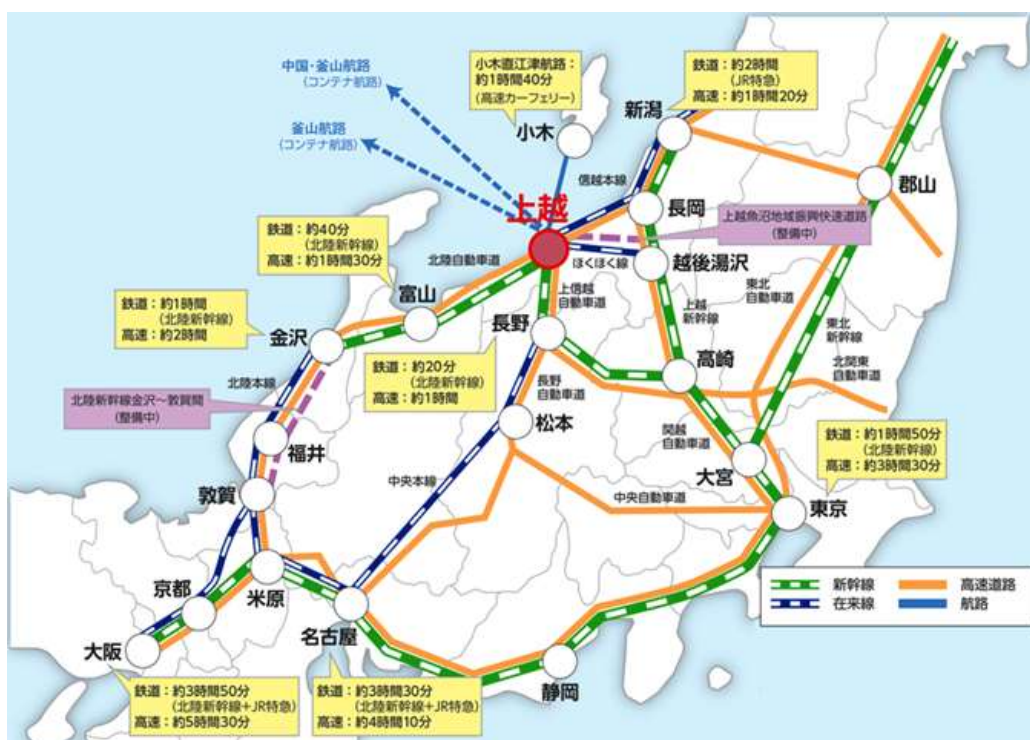 中国・釜山航路
(コンテナ航路)
釜山航路
(コンテナ航路)
小木直江津航路:
約1時間40分
(高速カーフェリー)
小木
鉄道:約2時間
(JR特急)
高速:約1時間20分
新潟
信越本線
長岡
郡山
上越
上越魚沼地域振興快速道路
(整備中)
ほくほく線
越後湯沢
鉄道:約40分
(北陸新幹線)
高速:約1時間30分
北陸自動車道
富山
上信越
自動車道
上越
新幹線
東北
自動車道
東北
新幹線
北関東
自動車道
鉄道:約1時間
(北陸新幹線)
高速:約2時間
金沢
長野
高崎
鉄道:約20分
(北陸新幹線)
高速:約1時間
長野
自動車道
北陸本線
北陸新幹線金沢~敦賀間
(整備中)
松本
関越
自動車道
福井
敦賀
中央本線
大宮
中央自動車道
鉄道:約1時間50分
(北陸新幹線)
高速:約3時間30分
東京
京都
米原
大阪
名古屋
静岡
新幹線
在来線
高速道路
航路
鉄道:約3時間50分
(北陸新幹線+JR特急)
高速:約5時間30分
鉄道:約3時間30分
(北陸新幹線+JR特急)
高速:約4時間10分